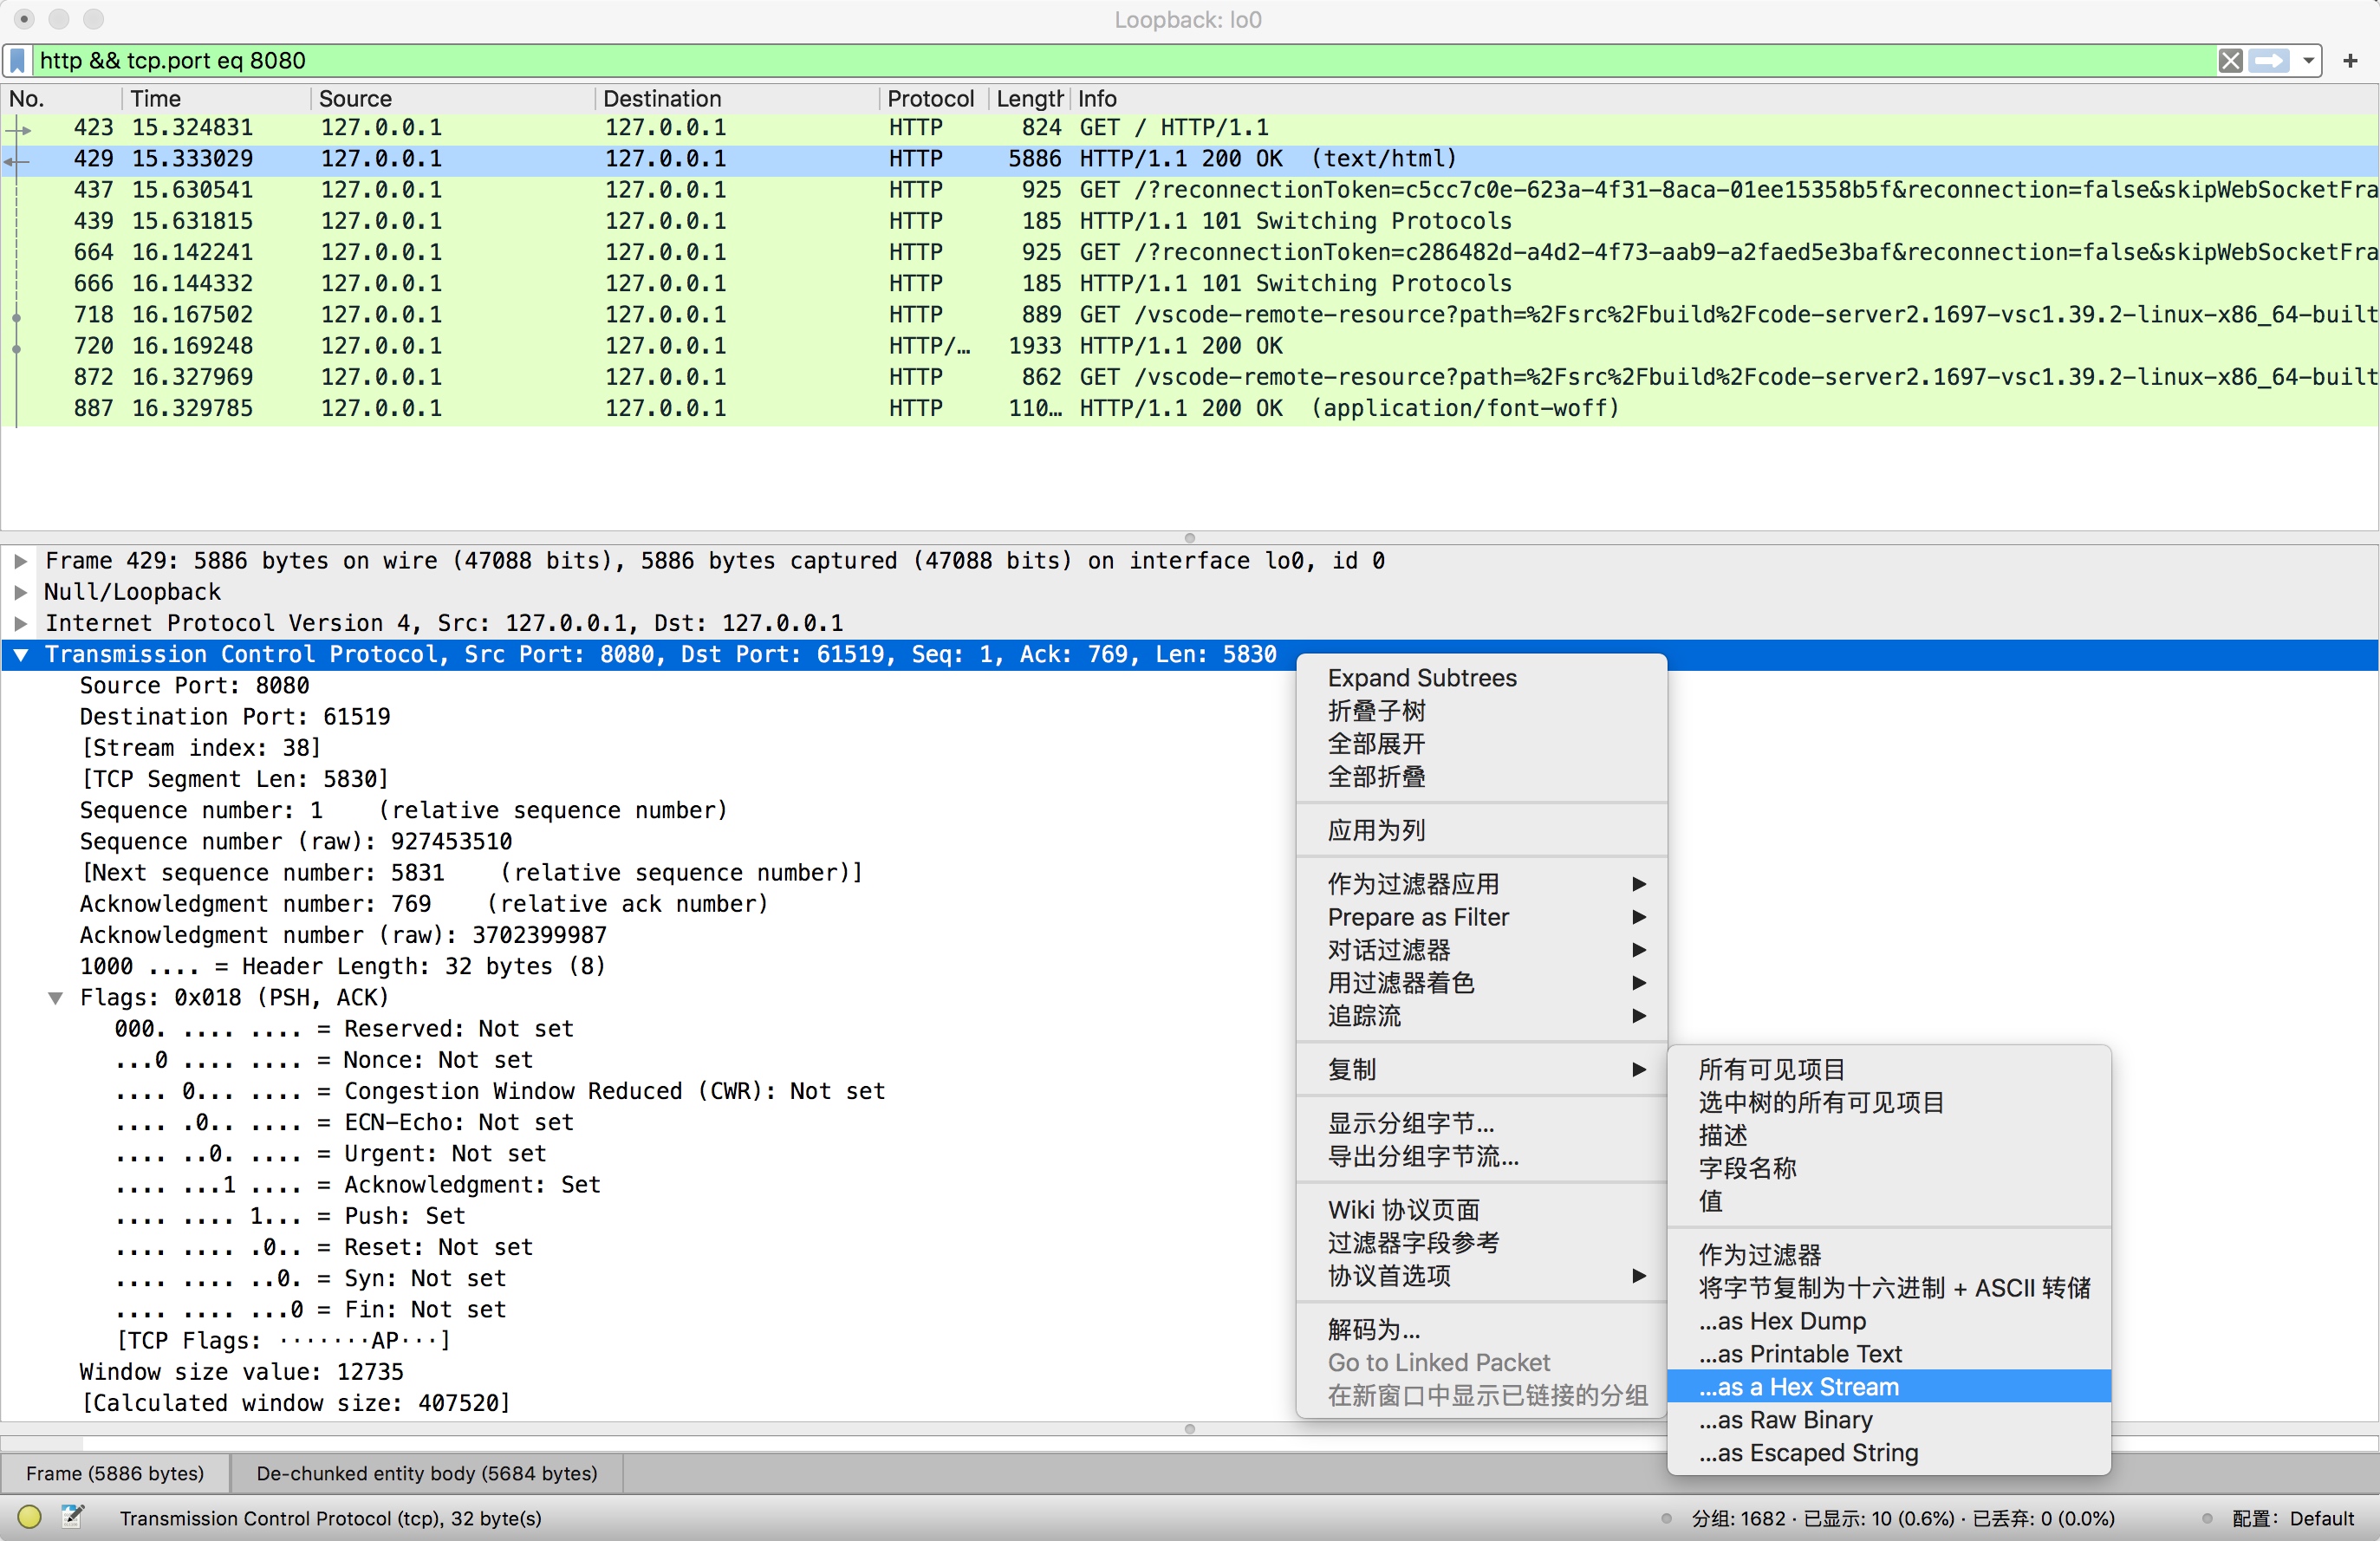 Loopback: lo0
http && tcp.port eq 8080
No. Time Source Destination Protocol Length Info
423 15.324831 127.0.0.1 127.0.0.1 HTTP 824 GET / HTTP/1.1
429 15.333029 127.0.0.1 127.0.0.1 HTTP 5886 HTTP/1.1 200 OK (text/html)
437 15.630541 127.0.0.1 127.0.0.1 HTTP 925 GET /?reconnectionToken=c5cc7c0e-623a-4f31-8aca-01ee15358b5f&reconnection=false&skipWebSocketFra
439 15.631815 127.0.0.1 127.0.0.1 HTTP 185 HTTP/1.1 101 Switching Protocols
664 16.142241 127.0.0.1 127.0.0.1 HTTP 925 GET /?reconnectionToken=c286482d-a4d2-4f73-aab9-a2faed5e3baf&reconnection=false&skipWebSocketFra
666 16.144332 127.0.0.1 127.0.0.1 HTTP 185 HTTP/1.1 101 Switching Protocols
718 16.167502 127.0.0.1 127.0.0.1 HTTP 889 GET /vscode-remote-resource?path=%2Fsrc%2Fbuild%2Fcode-server2.1697-vsc1.39.2-linux-x86_64-built
720 16.169248 127.0.0.1 127.0.0.1 HTTP/… 1933 HTTP/1.1 200 OK
872 16.327969 127.0.0.1 127.0.0.1 HTTP 862 GET /vscode-remote-resource?path=%2Fsrc%2Fbuild%2Fcode-server2.1697-vsc1.39.2-linux-x86_64-built
887 16.329785 127.0.0.1 127.0.0.1 HTTP 110… HTTP/1.1 200 OK (application/font-woff)
Frame 429: 5886 bytes on wire (47088 bits), 5886 bytes captured (47088 bits) on interface lo0, id 0
Null/Loopback
Internet Protocol Version 4, Src: 127.0.0.1, Dst: 127.0.0.1
Transmission Control Protocol, Src Port: 8080, Dst Port: 61519, Seq: 1, Ack: 769, Len: 5830
Source Port: 8080
Destination Port: 61519
[Stream index: 38]
[TCP Segment Len: 5830]
Sequence number: 1 (relative sequence number)
Sequence number (raw): 927453510
[Next sequence number: 5831 (relative sequence number)]
Acknowledgment number: 769 (relative ack number)
Acknowledgment number (raw): 3702399987
1000 .... = Header Length: 32 bytes (8)
Flags: 0x018 (PSH, ACK)
000. .... .... = Reserved: Not set
...0 .... .... = Nonce: Not set
.... 0... .... = Congestion Window Reduced (CWR): Not set
.... .0.. .... = ECN-Echo: Not set
.... ..0. .... = Urgent: Not set
.... ...1 .... = Acknowledgment: Set
.... .... 1... = Push: Set
.... .... .0.. = Reset: Not set
.... .... ..0. = Syn: Not set
.... .... ...0 = Fin: Not set
[TCP Flags: ·······AP···]
Window size value: 12735
[Calculated window size: 407520]
Expand Subtrees
折叠子树
全部展开
全部折叠
应用为列
作为过滤器应用
Prepare as Filter
对话过滤器
用过滤器着色
追踪流
复制
显示分组字节...
导出分组字节流...
Wiki 协议页面
过滤器字段参考
协议首选项
解码为...
Go to Linked Packet
在新窗口中显示已链接的分组
所有可见项目
选中树的所有可见项目
描述
字段名称
值
作为过滤器
将字节复制为十六进制 + ASCII 转储
...as Hex Dump
...as Printable Text
...as a Hex Stream
...as Raw Binary
...as Escaped String
Frame (5886 bytes) De-chunked entity body (5684 bytes)
Transmission Control Protocol (tcp), 32 byte(s) 分组: 1682 · 已显示: 10 (0.6%) · 已丢弃: 0 (0.0%) 配置: Default